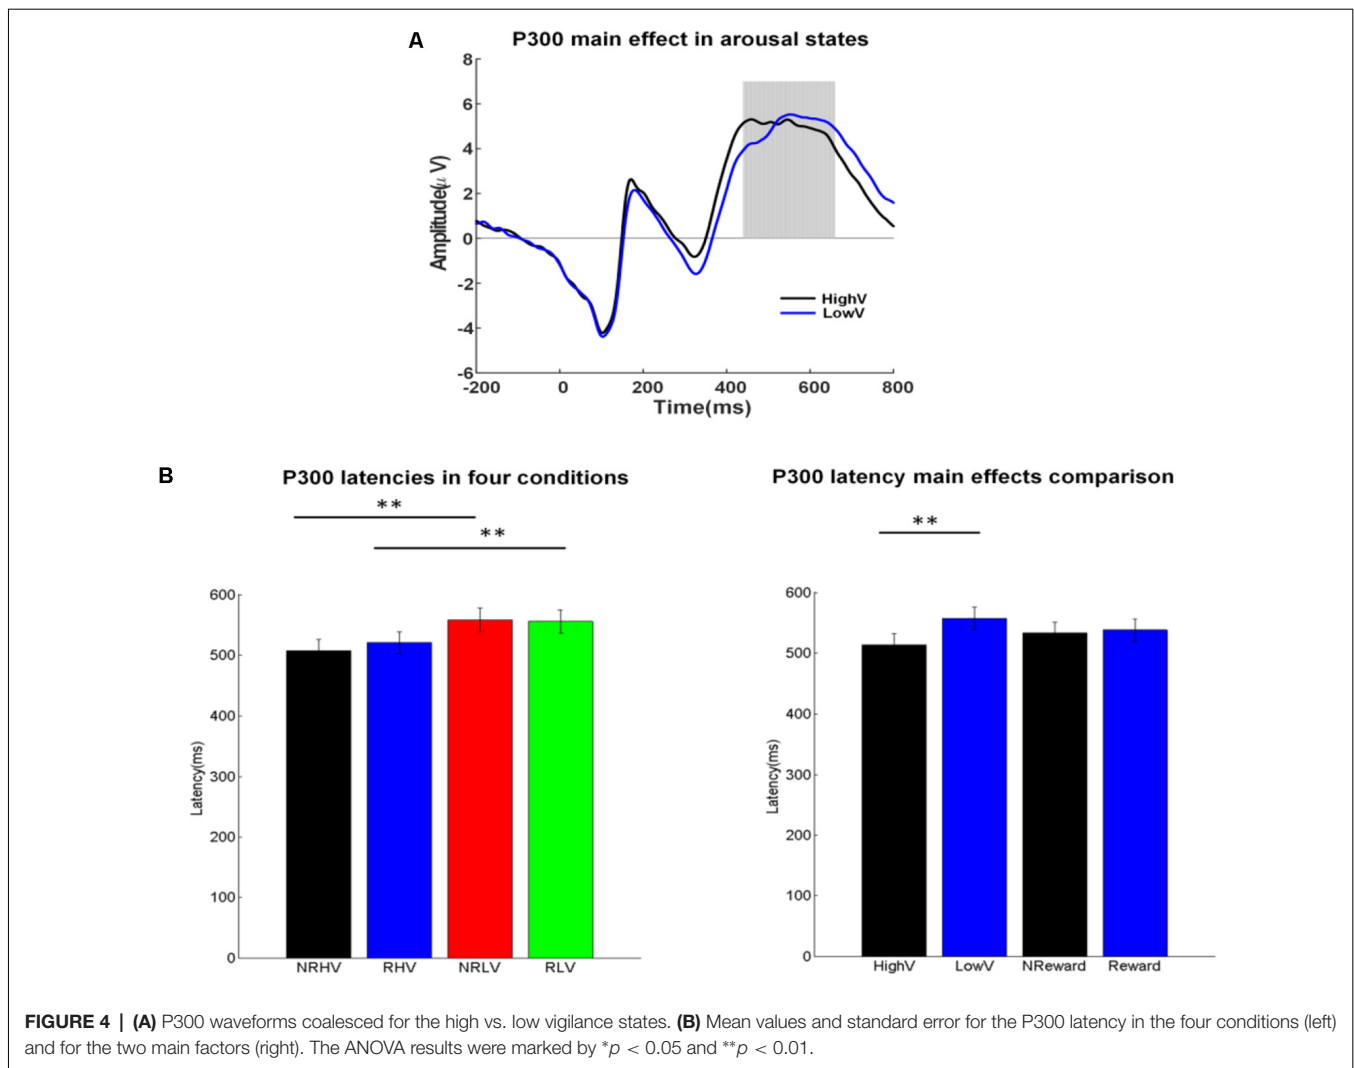 A
P300 main effect in arousal states
8
6
4
2
0
-2
-4
-6
Amplitude(μ V)
HighV
LowV
-200 0 200 400 600 800
Time(ms)
B
P300 latencies in four conditions
**
**
600
500
400
300
200
100
0
Latency(ms)
NRHV RHV NRLV RLV
P300 latency main effects comparison
**
600
500
400
300
200
100
0
Latency(ms)
HighV LowV NReward Reward
FIGURE 4 | (A) P300 waveforms coalesced for the high vs. low vigilance states. (B) Mean values and standard error for the P300 latency in the four conditions (left)
and for the two main factors (right). The ANOVA results were marked by *p < 0.05 and **p < 0.01.